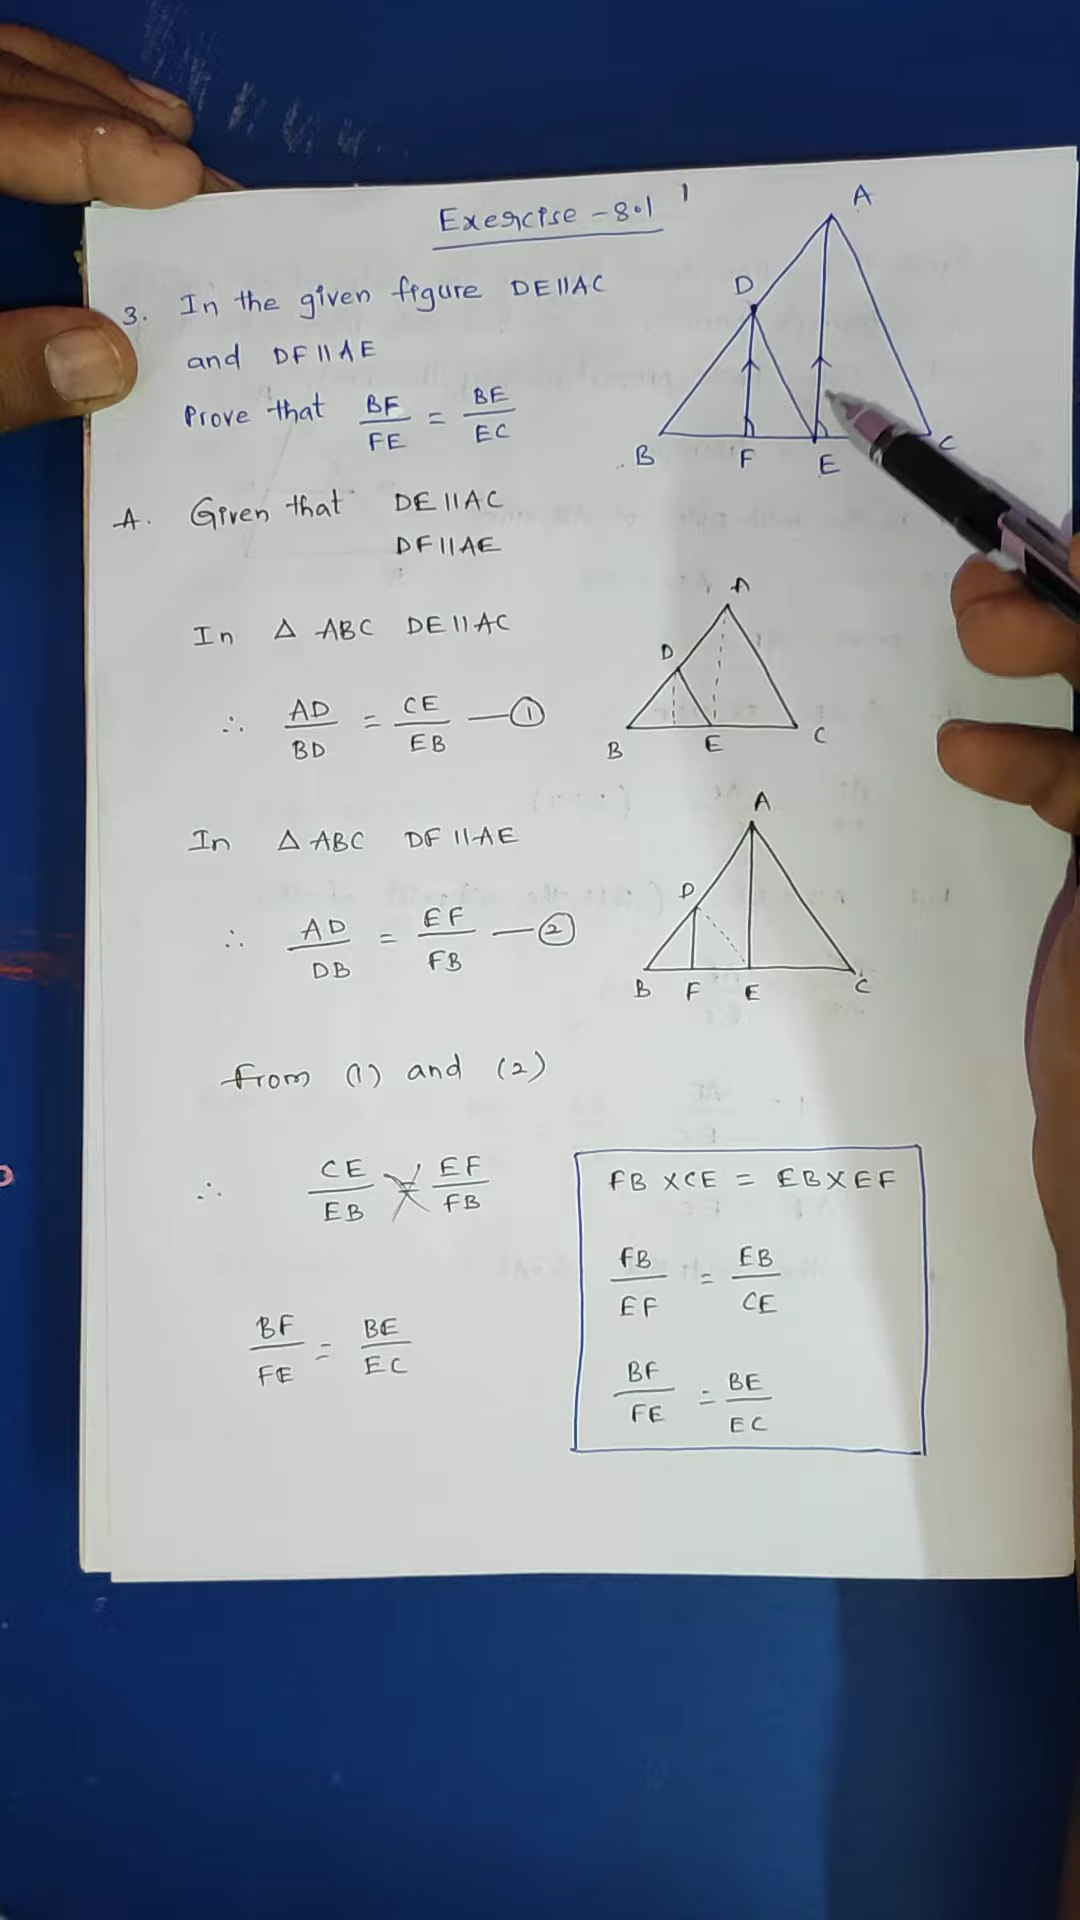 Exercise - 8.1
3. In the given figure DE||AC
and DF||AE
Prove that BF/FE = BE/EC
A
D
B F E C
A. Given that DE||AC
DF||AE
In △ ABC DE||AC
∴ AD/BD = CE/EB — ①
A
D
B E C
In △ ABC DF||AE
∴ AD/DB = EF/FB — ②
A
D
B F E C
From (1) and (2)
∴ CE/EB = EF/FB
BF/FE = BE/EC
FB × CE = EB × EF
FB/EF = EB/CE
BF/FE = BE/EC